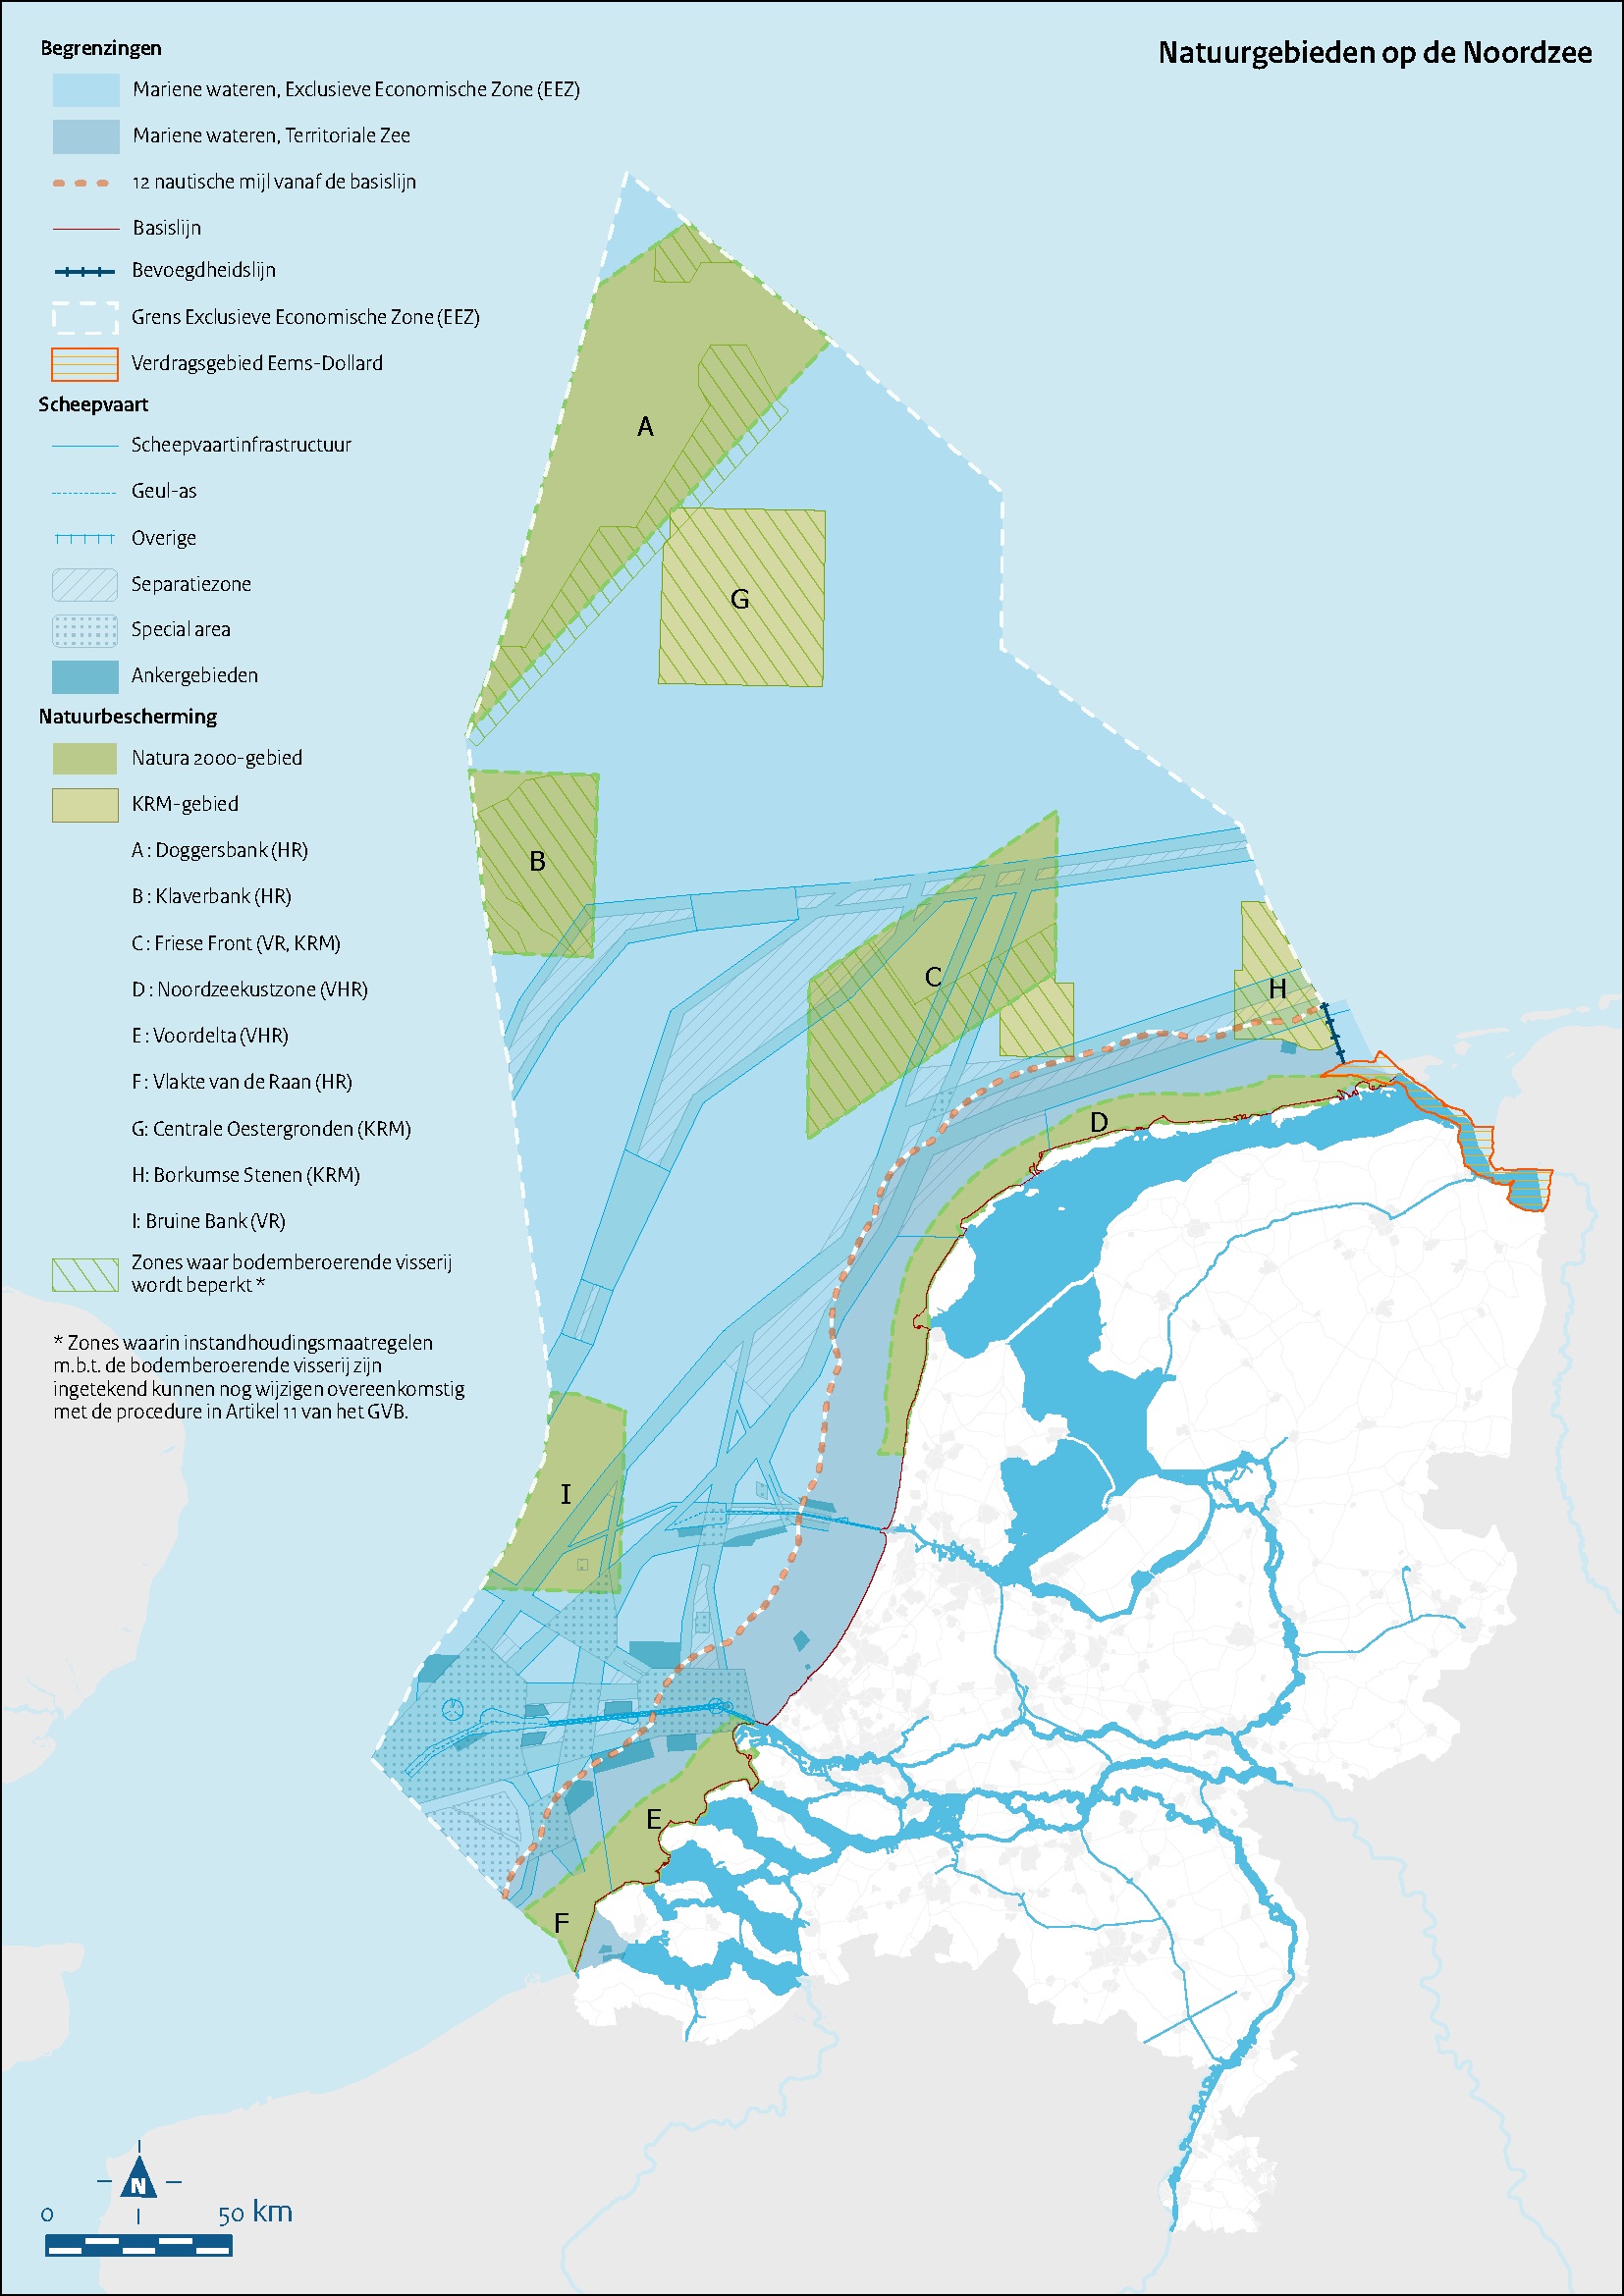 Natuurgebieden op de Noordzee
Begrenzingen
Mariene wateren, Exclusieve Economische Zone (EEZ)
Mariene wateren, Territoriale Zee
12 nautische mijl vanaf de basislijn
Basislijn
Bevoegdheidslijn
Grens Exclusieve Economische Zone (EEZ)
Verdragsgebied Eems-Dollard
Scheepvaart
Scheepvaartinfrastructuur
Geul-as
Overige
Separatiezone
Special area
Ankergebieden
Natuurbescherming
Natura 2000-gebied
KRM-gebied
A : Doggersbank (HR)
B : Klaverbank (HR)
C : Friese Front (VR, KRM)
D : Noordzeekustzone (VHR)
E : Voordelta (VHR)
F : Vlakte van de Raan (HR)
G: Centrale Oestergronden (KRM)
H: Borkumse Stenen (KRM)
I: Bruine Bank (VR)
Zones waar bodemberoerende visserij
wordt beperkt *
* Zones waarin instandhoudingsmaatregelen
m.b.t. de bodemberoerende visserij zijn
ingetekend kunnen nog wijzigen overeenkomstig
met de procedure in Artikel 11 van het GVB.
A
G
B
C
H
D
I
E
F
N
0 50 km